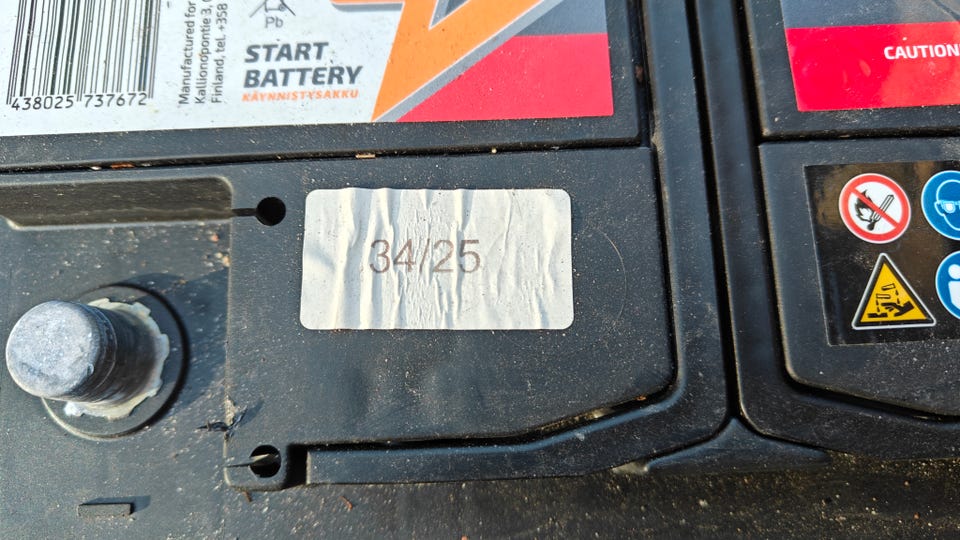 438025 737672
Manufactured for
Kalliondpontie 3,
Finland, tel. +358
Pb
START
BATTERY
KÄYNNISTYSAKKU
CAUTION
34/25